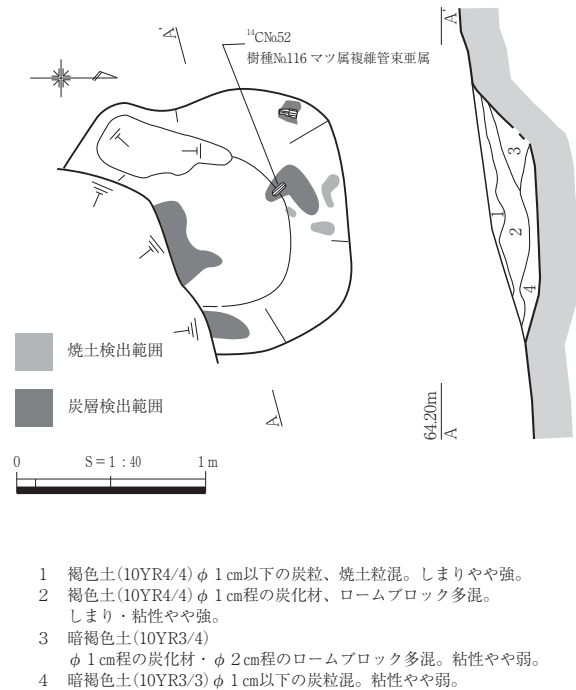 A'
A'
¹⁴C№52
樹種№116 マツ属複維管束亜属
3
1
2
4
焼土検出範囲
炭層検出範囲
A
64.20m
A
0 S=1:40 1m
1 褐色土(10YR4/4)φ1㎝以下の炭粒、焼土粒混。しまりやや強。
2 褐色土(10YR4/4)φ1㎝程の炭化材、ロームブロック多混。
しまり・粘性やや強。
3 暗褐色土(10YR3/4)
φ1㎝程の炭化材・φ2㎝程のロームブロック多混。粘性やや弱。
4 暗褐色土(10YR3/3)φ1㎝以下の炭粒混。粘性やや弱。